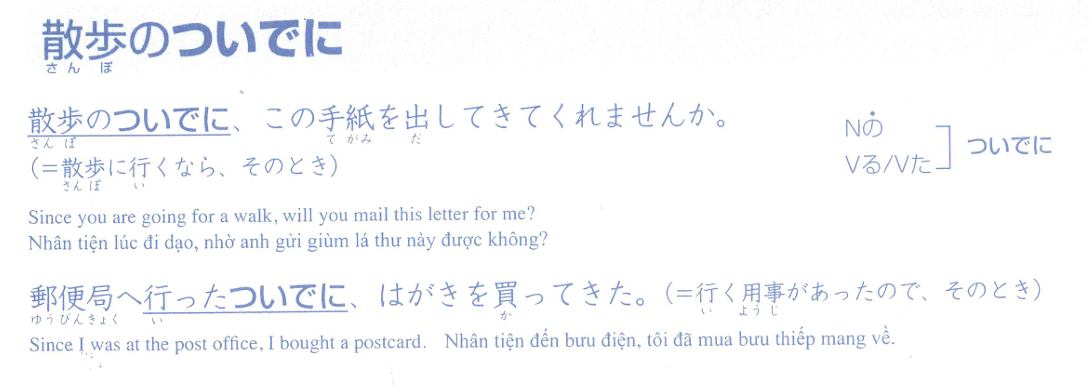 散歩のついでに
さん ぽ
散歩のついでに、この手紙を出してきてくれませんか。
さん ぽ て がみ だ
(=散歩に行くなら、そのとき)
さん ぽ い
Since you are going for a walk, will you mail this letter for me?
Nhân tiện lúc đi dạo, nhờ anh gửi giùm lá thư này được không?
Nの
Vる/Vた
ついでに
郵便局へ行ったついでに、はがきを買ってきた。(=行く用事があったので、そのとき)
ゆうびんきょく い か い よう じ
Since I was at the post office, I bought a postcard. Nhân tiện đến bưu điện, tôi đã mua bưu thiếp mang về.